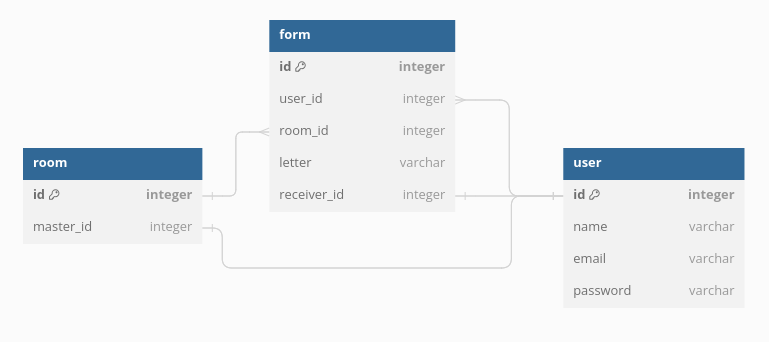 form
id integer
user_id integer
room_id integer
letter varchar
receiver_id integer
room
id integer
master_id integer
user
id integer
name varchar
email varchar
password varchar